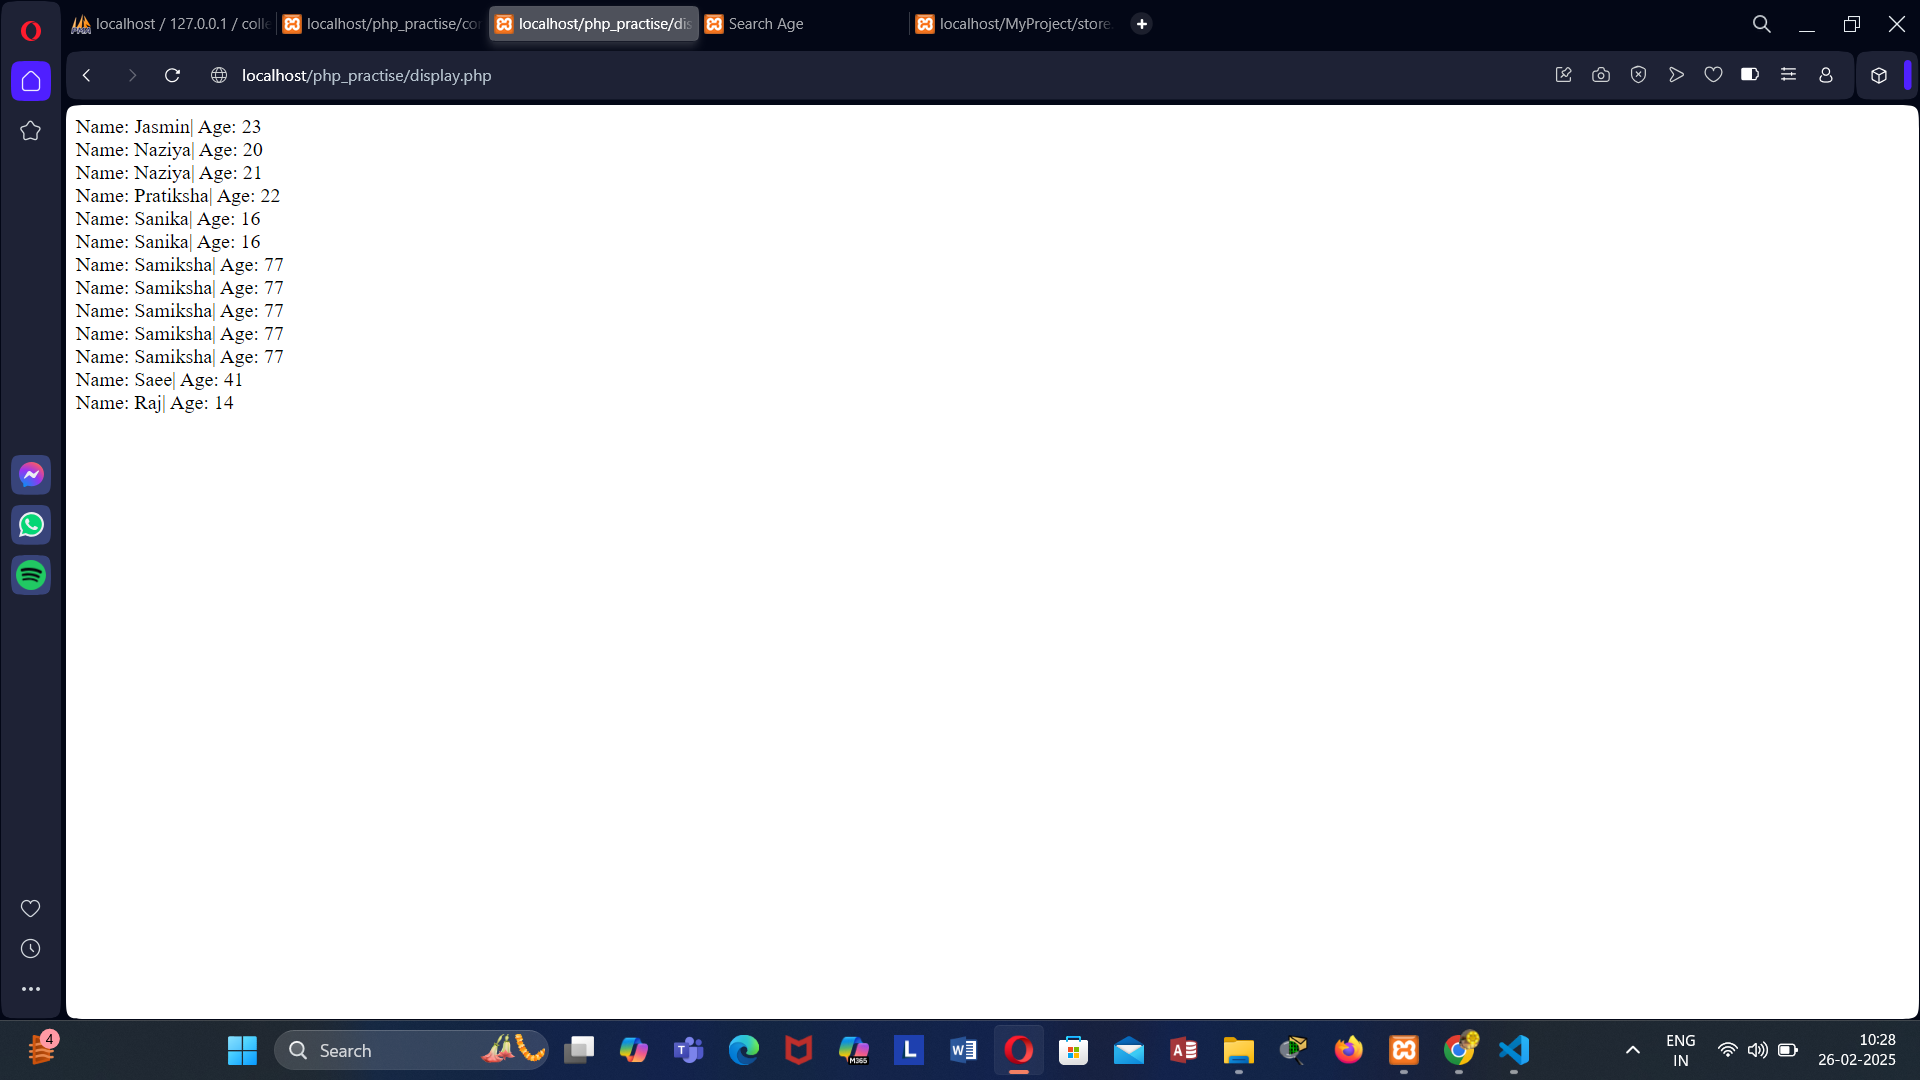 localhost / 127.0.0.1 / colle
localhost/php_practise/cor
localhost/php_practise/dis
Search Age
localhost/MyProject/store.
localhost/php_practise/display.php
Name: Jasmin| Age: 23
Name: Naziya| Age: 20
Name: Naziya| Age: 21
Name: Pratiksha| Age: 22
Name: Sanika| Age: 16
Name: Sanika| Age: 16
Name: Samiksha| Age: 77
Name: Samiksha| Age: 77
Name: Samiksha| Age: 77
Name: Samiksha| Age: 77
Name: Samiksha| Age: 77
Name: Saee| Age: 41
Name: Raj| Age: 14
4
Search
M365
L
ENG
IN
10:28
26-02-2025